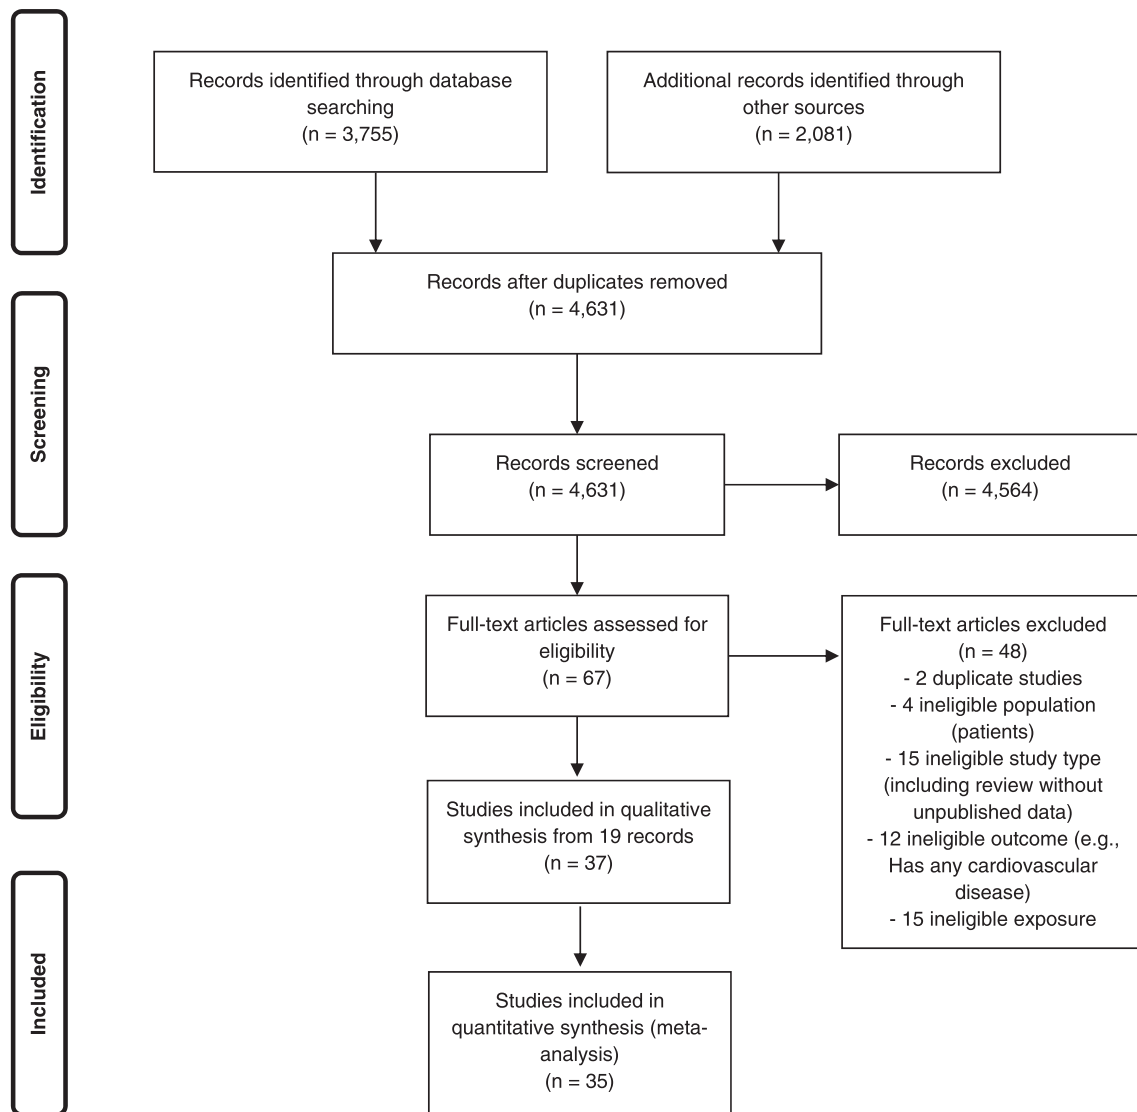 Identification
Records identified through database
searching
(n = 3,755)
Additional records identified through
other sources
(n = 2,081)
Records after duplicates removed
(n = 4,631)
Screening
Records screened
(n = 4,631)
Records excluded
(n = 4,564)
Eligibility
Full-text articles assessed for
eligibility
(n = 67)
Full-text articles excluded
(n = 48)
- 2 duplicate studies
- 4 ineligible population
(patients)
- 15 ineligible study type
(including review without
unpublished data)
- 12 ineligible outcome (e.g.,
Has any cardiovascular
disease)
- 15 ineligible exposure
Studies included in qualitative
synthesis from 19 records
(n = 37)
Included
Studies included in
quantitative synthesis (meta-
analysis)
(n = 35)